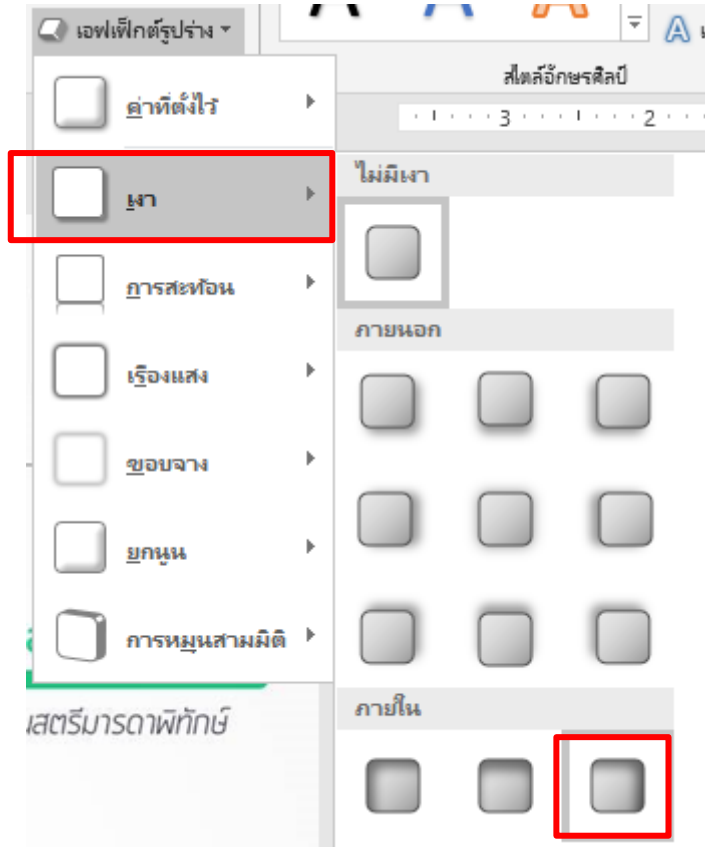 เอฟเฟ็กต์รูปร่าง
สไตล์อักษรศิลป์
3 2
ค่าที่ตั้งไว้
เงา
การสะท้อน
เรืองแสง
ขอบจาง
ยกนูน
การหมุนสามมิติ
ไม่มีเงา
ภายนอก
ภายใน
นสตรีมารดาพิทักษ์